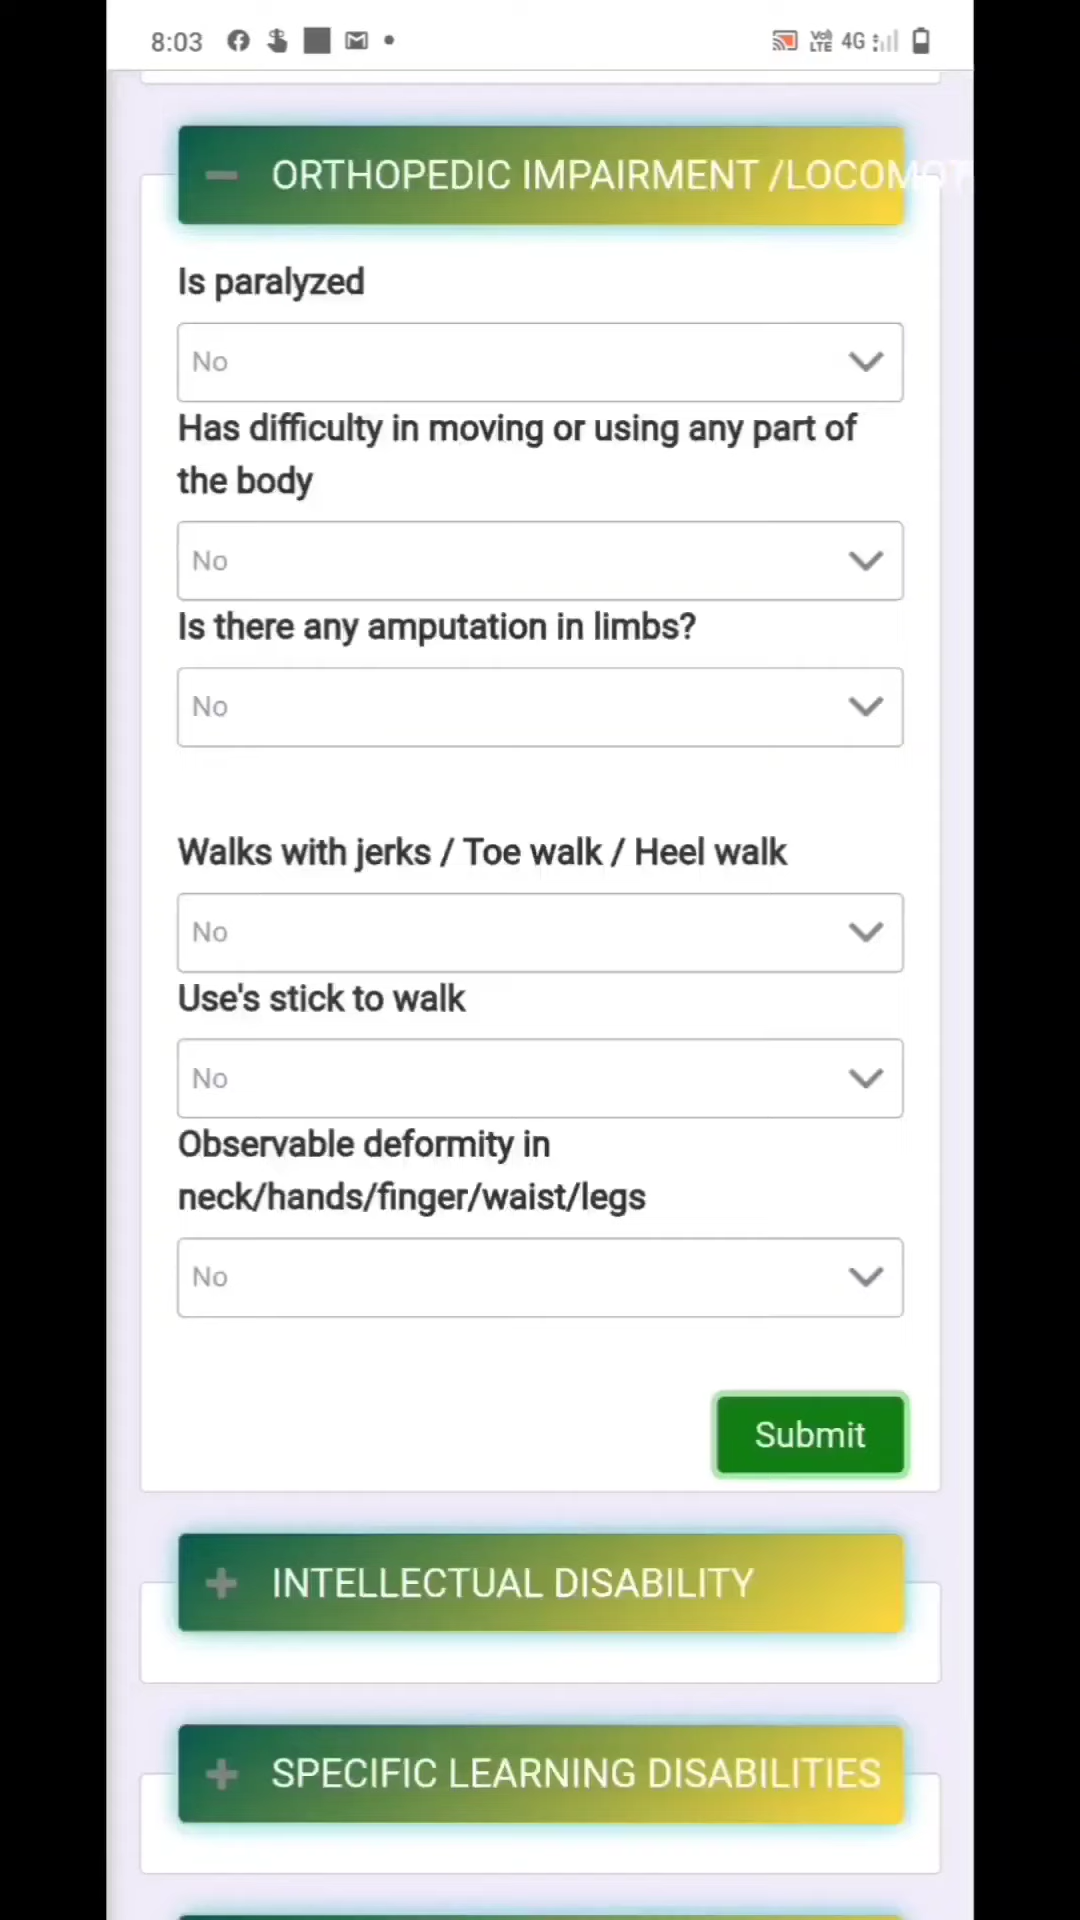 8:03 VoLTE 4G
ORTHOPEDIC IMPAIRMENT /LOCOMOT
Is paralyzed
No
Has difficulty in moving or using any part of
the body
No
Is there any amputation in limbs?
No
Walks with jerks / Toe walk / Heel walk
No
Use's stick to walk
No
Observable deformity in
neck/hands/finger/waist/legs
No
Submit
INTELLECTUAL DISABILITY
SPECIFIC LEARNING DISABILITIES